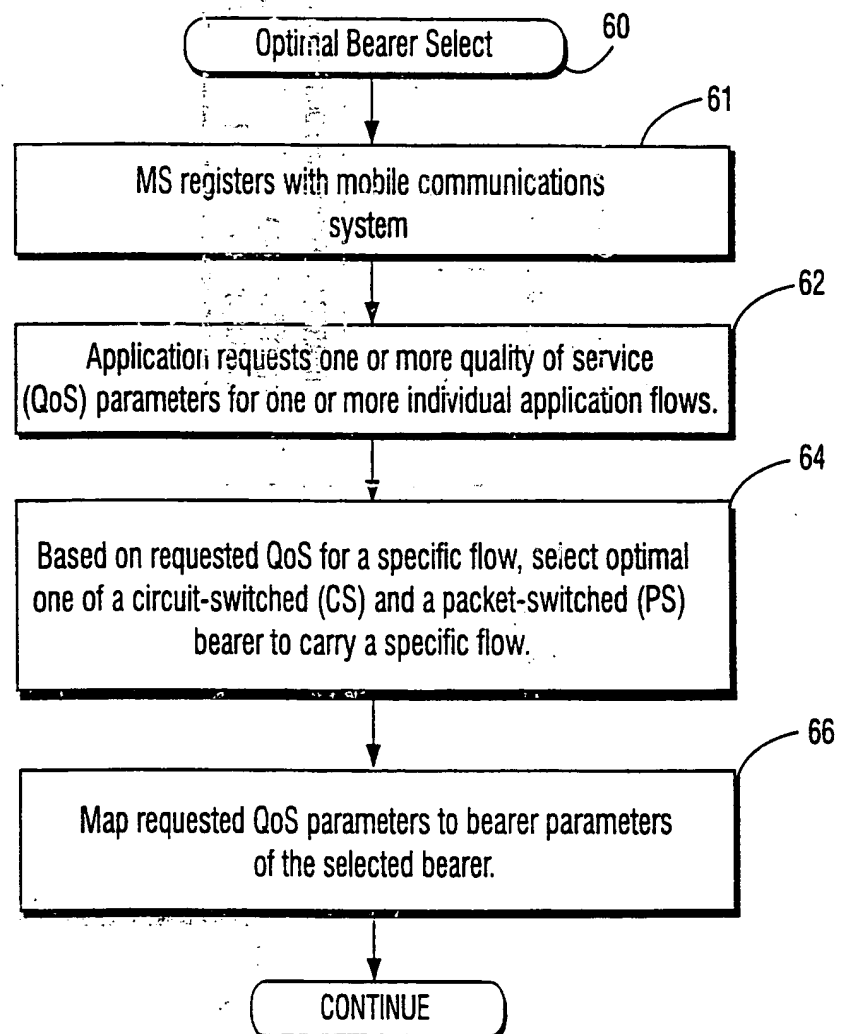 Optimal Bearer Select
60
61
MS registers with mobile communications
system
62
Application requests one or more quality of service
(QoS) parameters for one or more individual application flows.
64
Based on requested QoS for a specific flow, select optimal
one of a circuit-switched (CS) and a packet-switched (PS)
bearer to carry a specific flow.
66
Map requested QoS parameters to bearer parameters
of the selected bearer.
CONTINUE